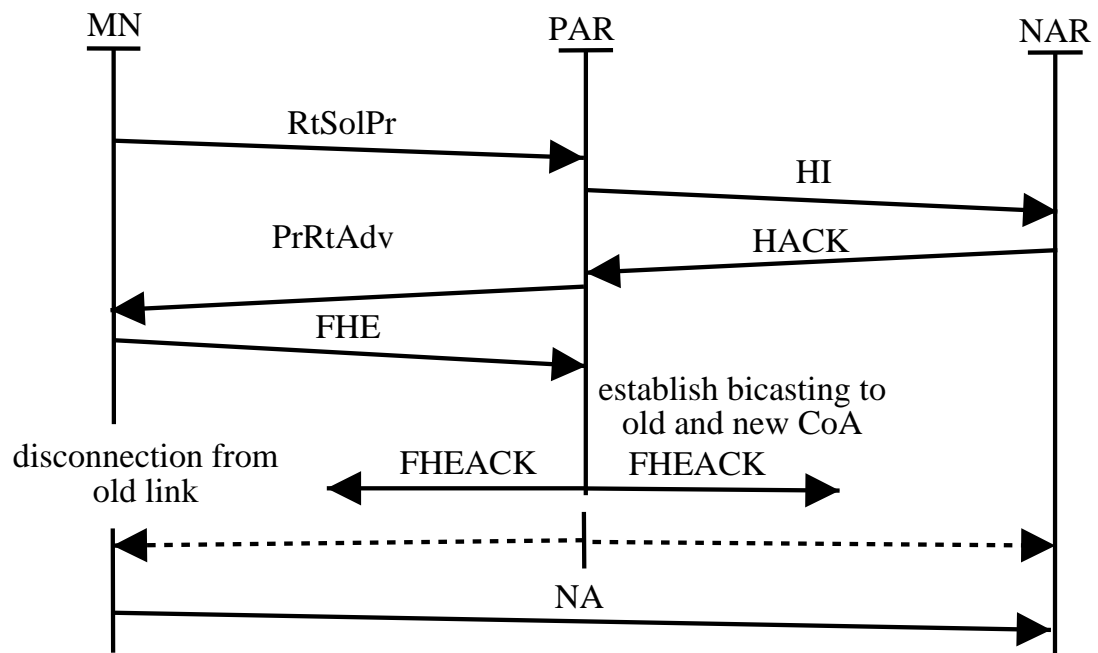 MN
PAR
NAR
RtSolPr
HI
PrRtAdv
HACK
FHE
establish bicasting to
old and new CoA
disconnection from
old link
FHEACK
FHEACK
NA